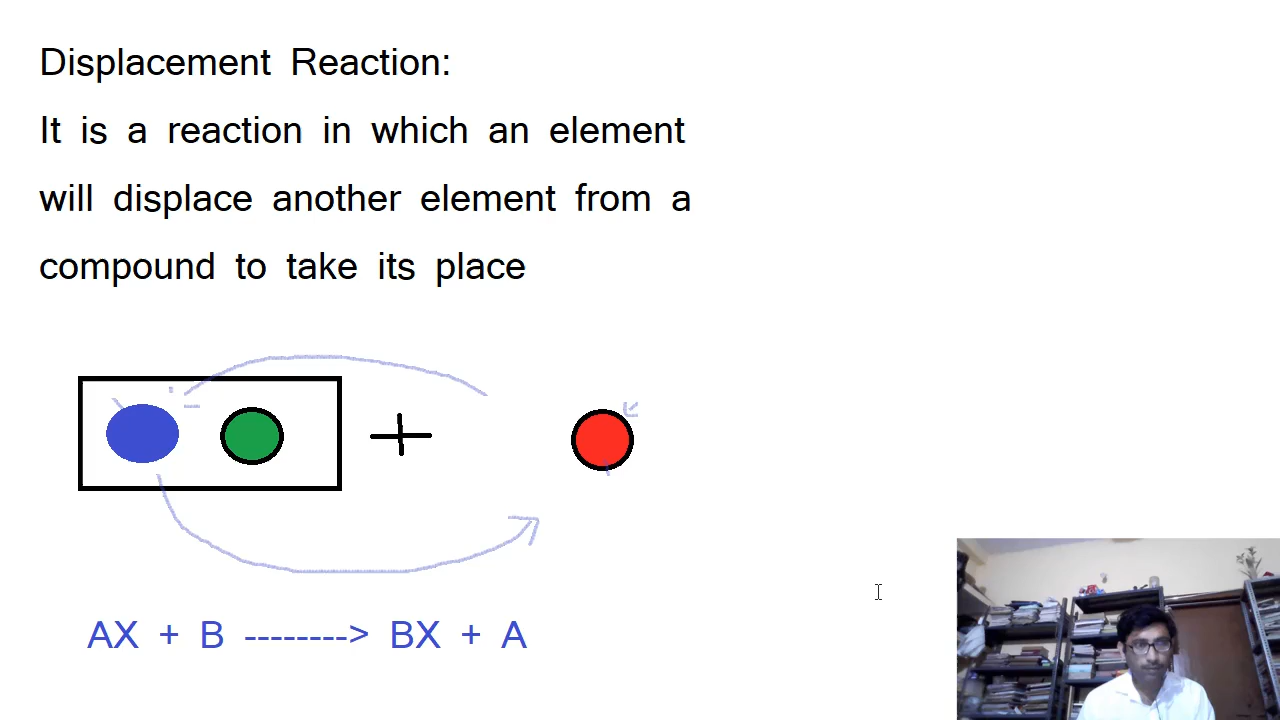 Displacement Reaction:
It is a reaction in which an element
will displace another element from a
compound to take its place
+
AX + B --------> BX + A